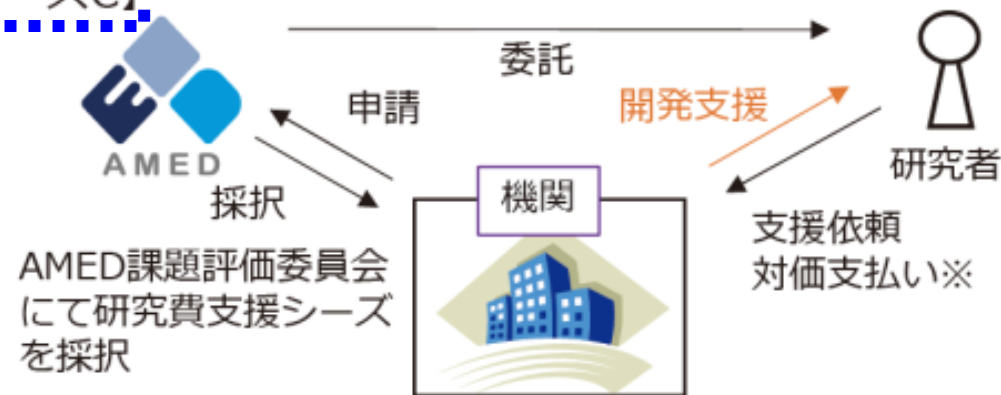 委託
申請
開発支援
AMED
研究者
採択
機関
支援依頼
対価支払い※
AMED課題評価委員会
にて研究費支援シーズ
を採択